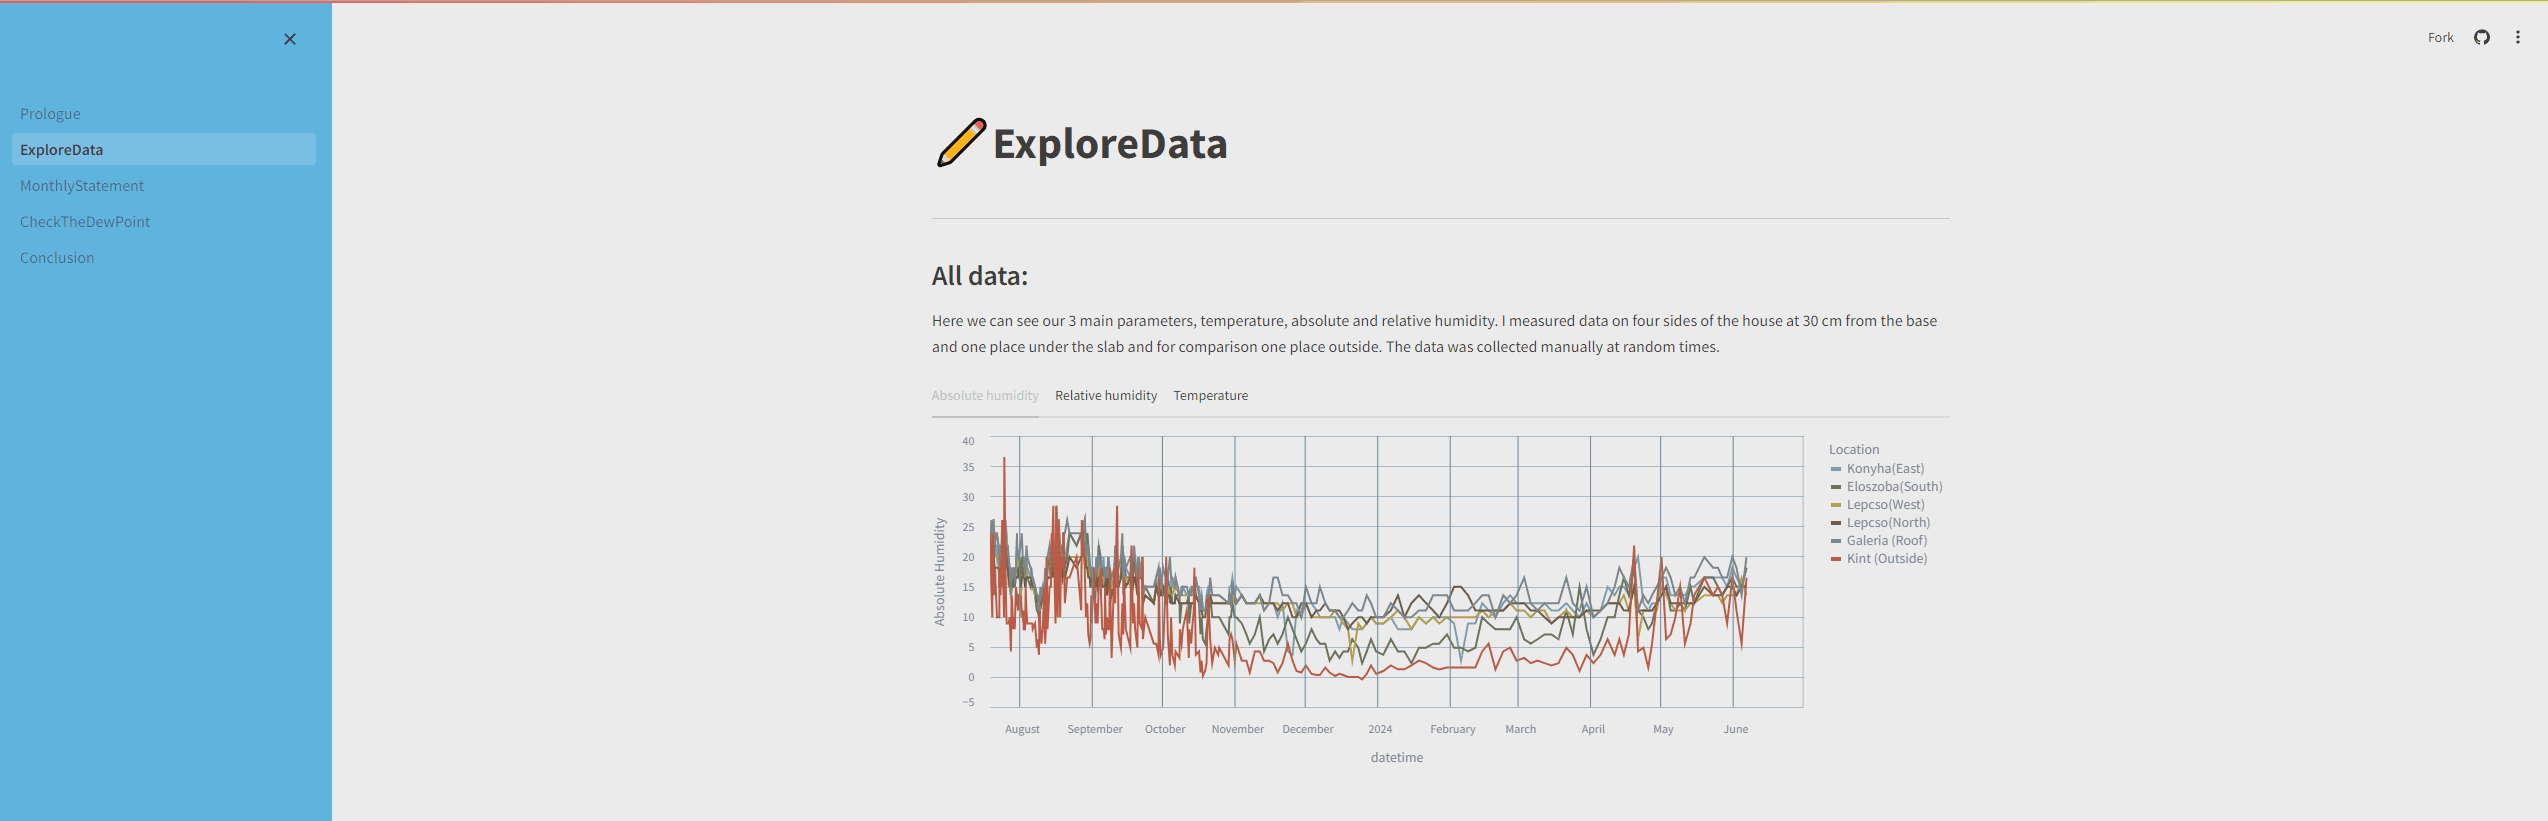 Fork
Prologue
ExploreData
MonthlyStatement
CheckTheDewPoint
Conclusion
ExploreData
All data:
Here we can see our 3 main parameters, temperature, absolute and relative humidity. I measured data on four sides of the house at 30 cm from the base
and one place under the slab and for comparison one place outside. The data was collected manually at random times.
Absolute humidity Relative humidity Temperature
40
35
30
25
20
15
10
5
0
−5
Absolute Humidity
August September October November December 2024 February March April May June
datetime
Location
Konyha(East)
Eloszoba(South)
Lepcso(West)
Lepcso(North)
Galeria (Roof)
Kint (Outside)